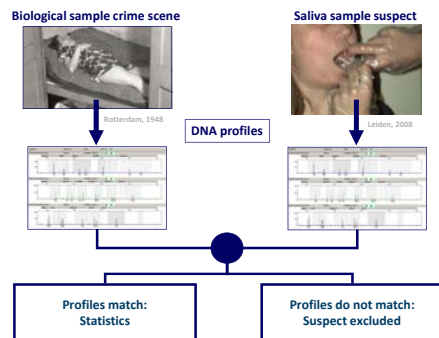 Biological sample crime scene
Saliva sample suspect
Rotterdam, 1948
Leiden, 2008
DNA profiles
Profiles match:
Statistics
Profiles do not match:
Suspect excluded